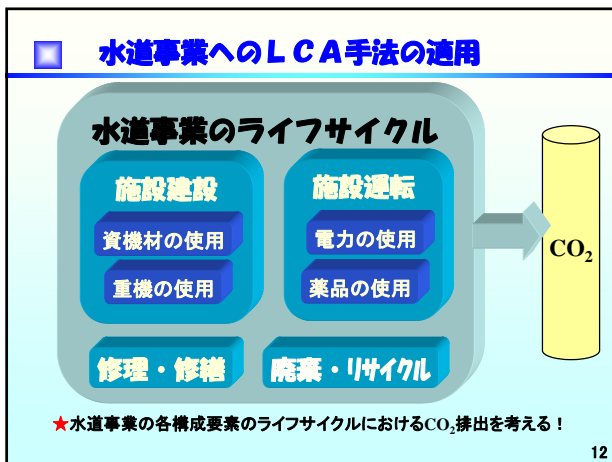 水道事業へのLCA手法の適用
水道事業のライフサイクル
施設建設
資機材の使用
重機の使用
施設運転
電力の使用
薬品の使用
修理・修繕
廃棄・リサイクル
CO₂
★水道事業の各構成要素のライフサイクルにおけるCO₂排出を考える！
12